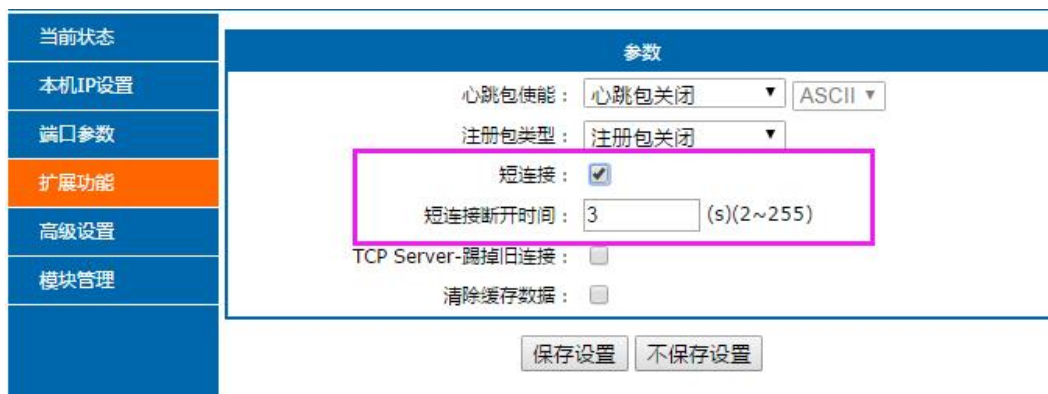 当前状态
本机IP设置
端口参数
扩展功能
高级设置
模块管理
参数
心跳包使能： 心跳包关闭 ASCII
注册包类型： 注册包关闭
短连接：
短连接断开时间： 3 (s)(2~255)
TCP Server-踢掉旧连接：
清除缓存数据：
保存设置 不保存设置